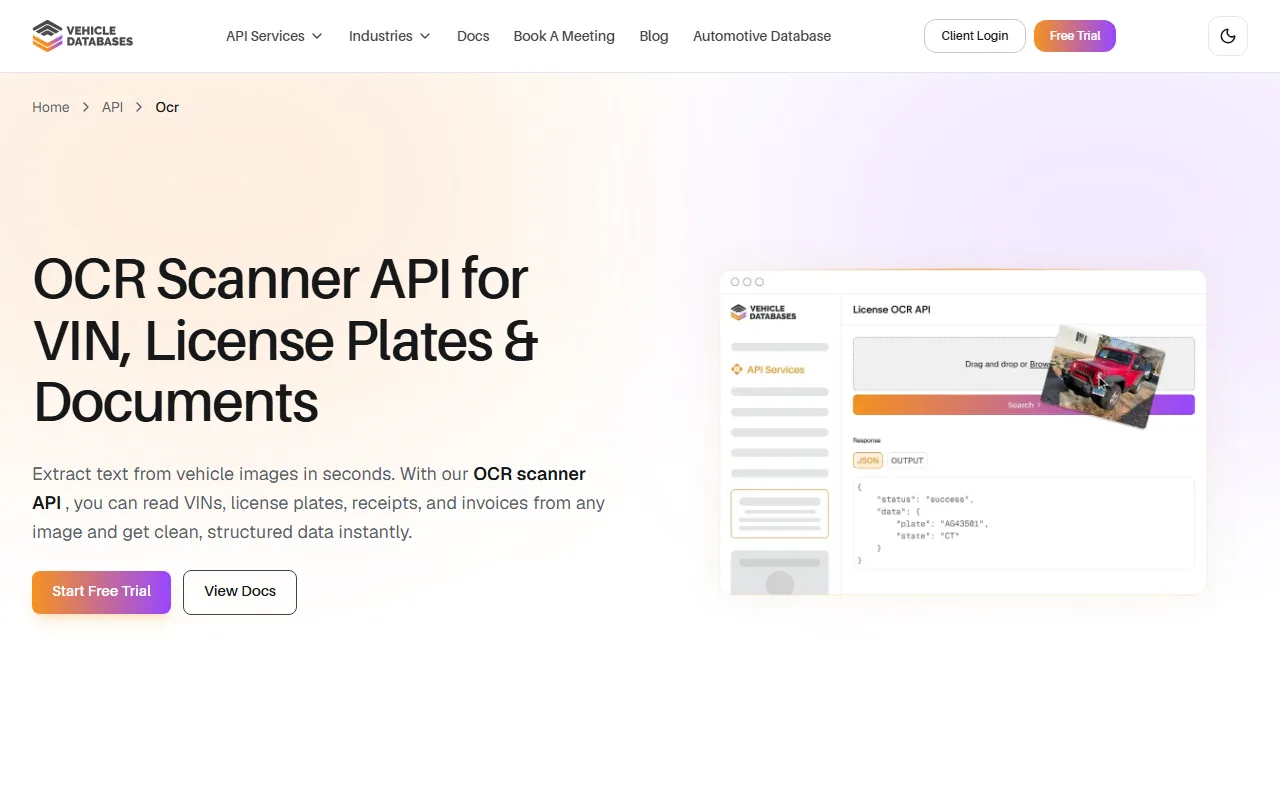 VEHICLE
DATABASES
API Services
Industries
Docs
Book A Meeting
Blog
Automotive Database
Client Login
Free Trial
Home
API
Ocr
OCR Scanner API for
VIN, License Plates &
Documents
Extract text from vehicle images in seconds. With our OCR scanner
API , you can read VINs, license plates, receipts, and invoices from any
image and get clean, structured data instantly.
Start Free Trial
View Docs
VEHICLE
DATABASES
License OCR API
API Services
Drag and drop or
Search
Response
JSON
OUTPUT
{
"status": "success",
"data": {
"plate": "AG43501",
"state": "CT"
}
}